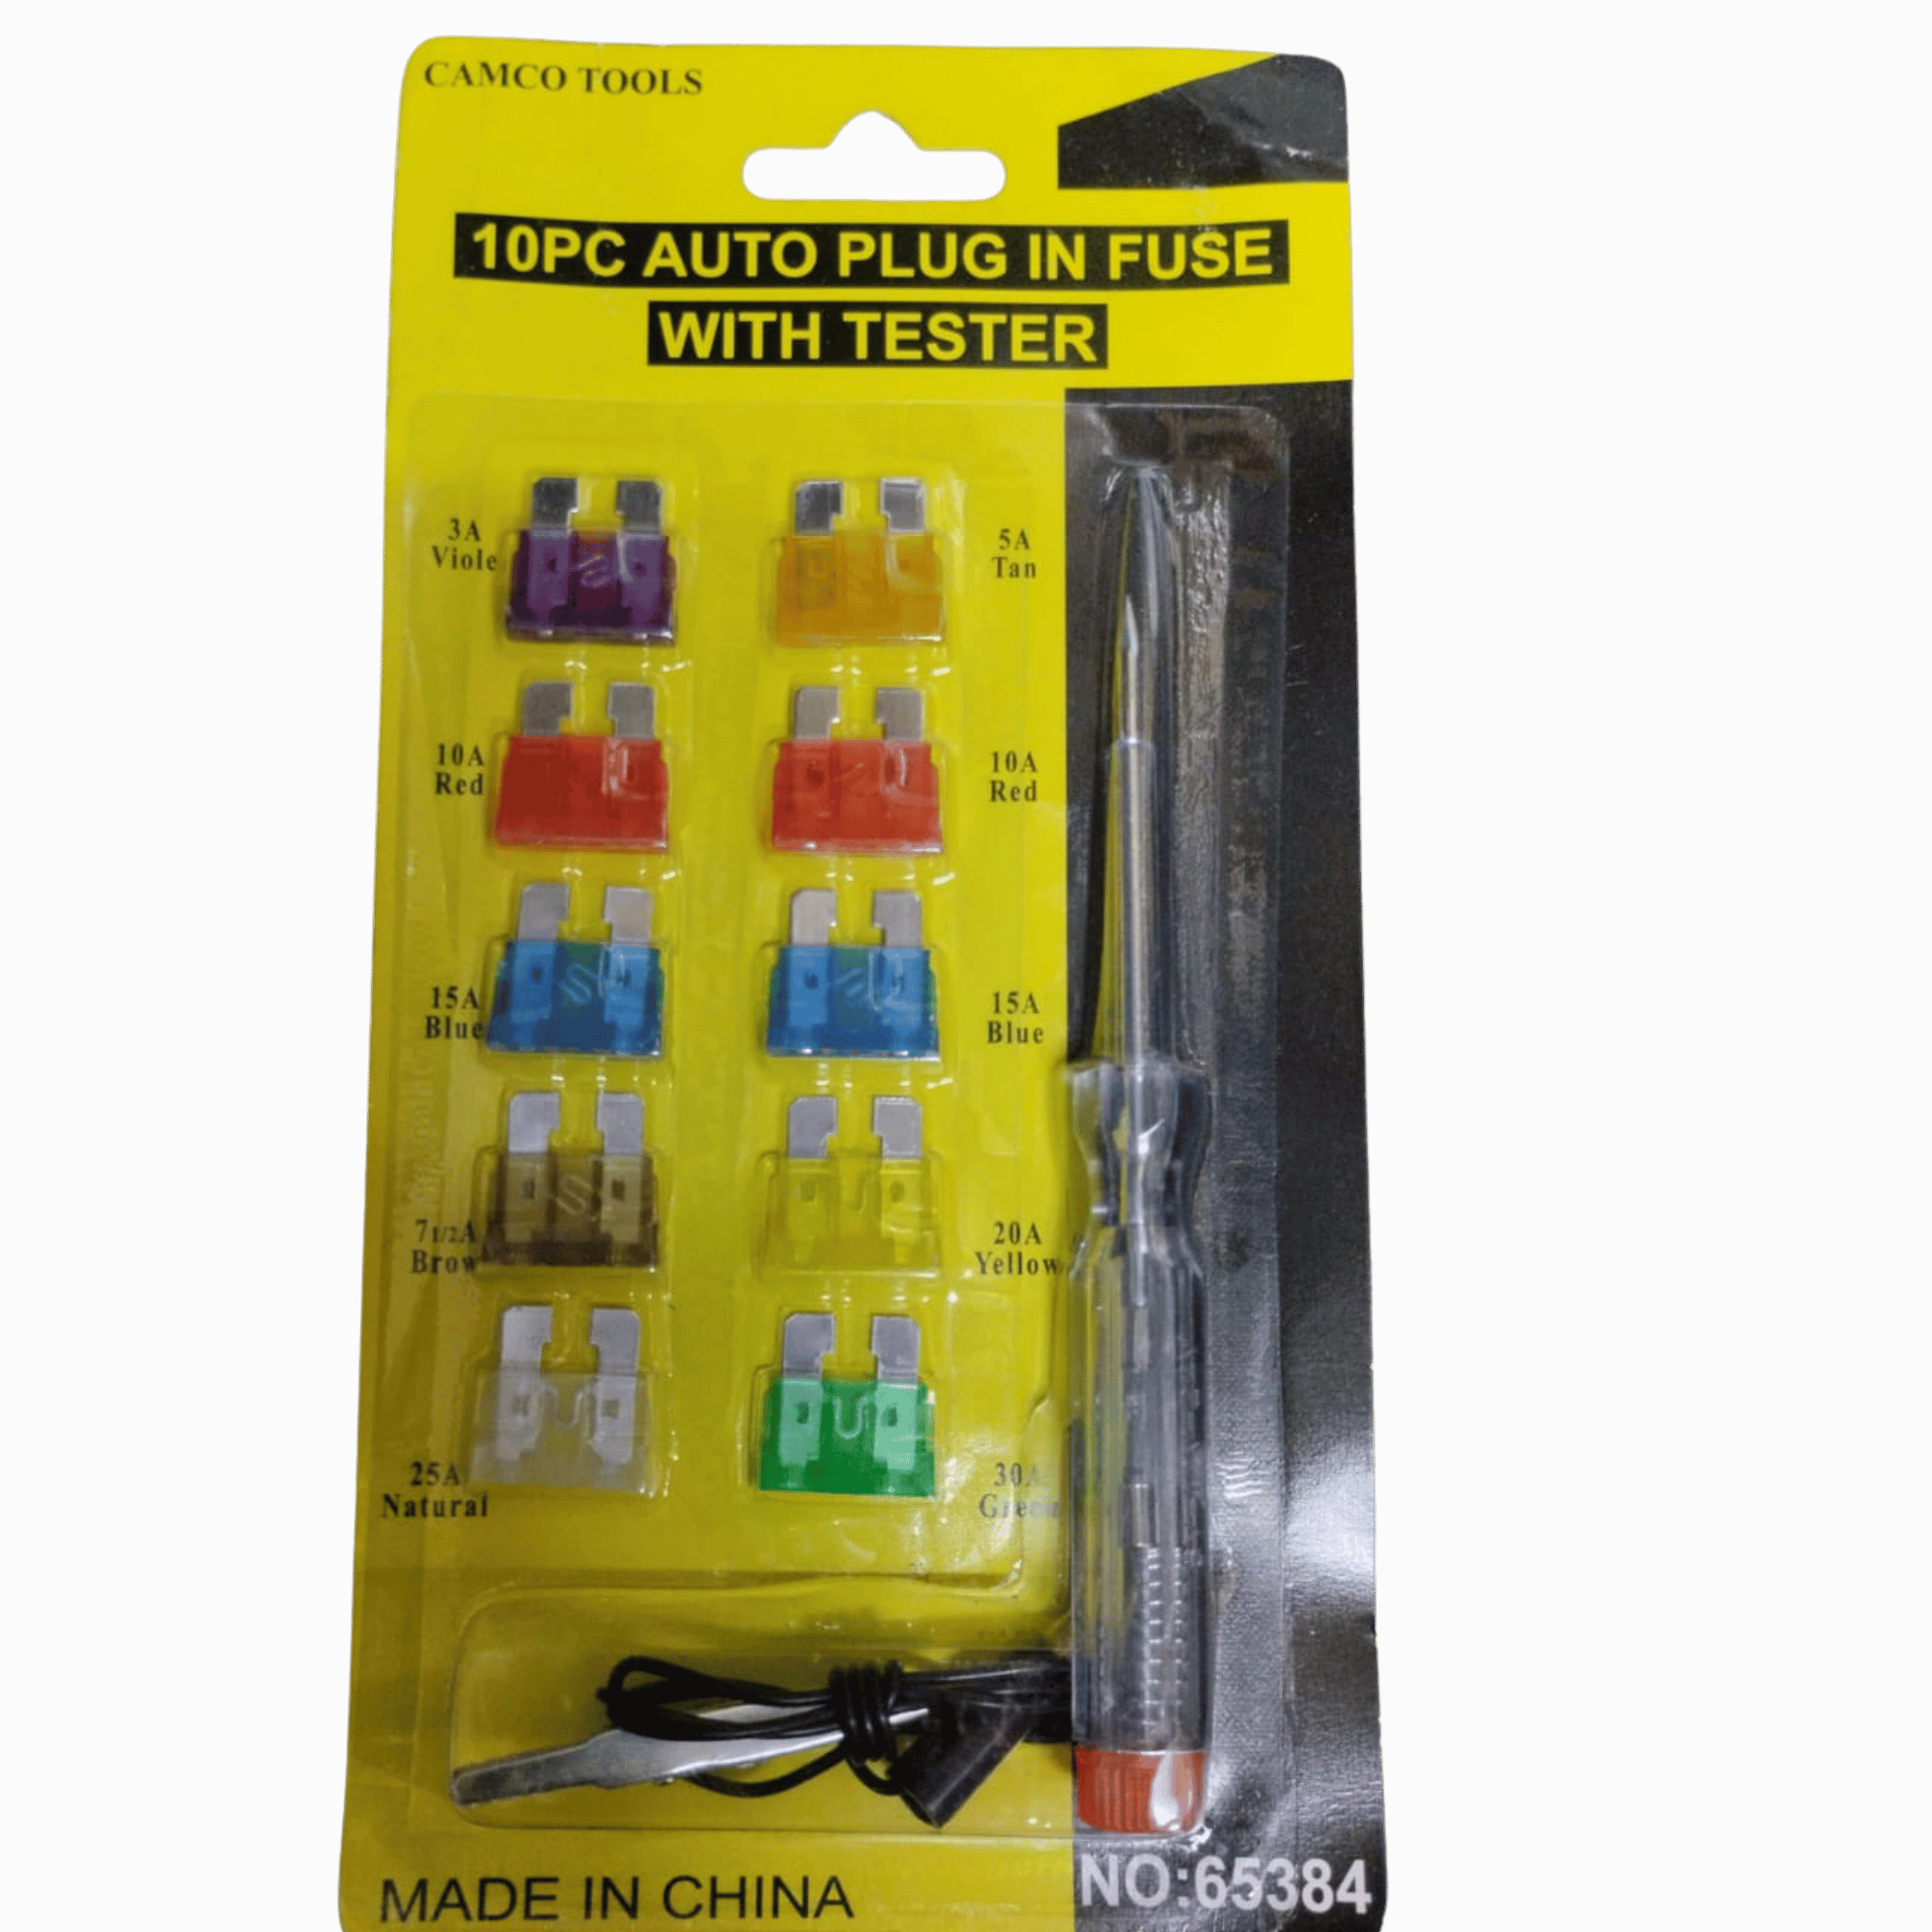 CAMCO TOOLS
10PC AUTO PLUG IN FUSE
WITH TESTER
3A
Viole
5A
Tan
10A
Red
10A
Red
15A
Blue
15A
Blue
7 1/2A
Brow
20A
Yellow
25A
Natural
30A
Green
MADE IN CHINA
NO:65384